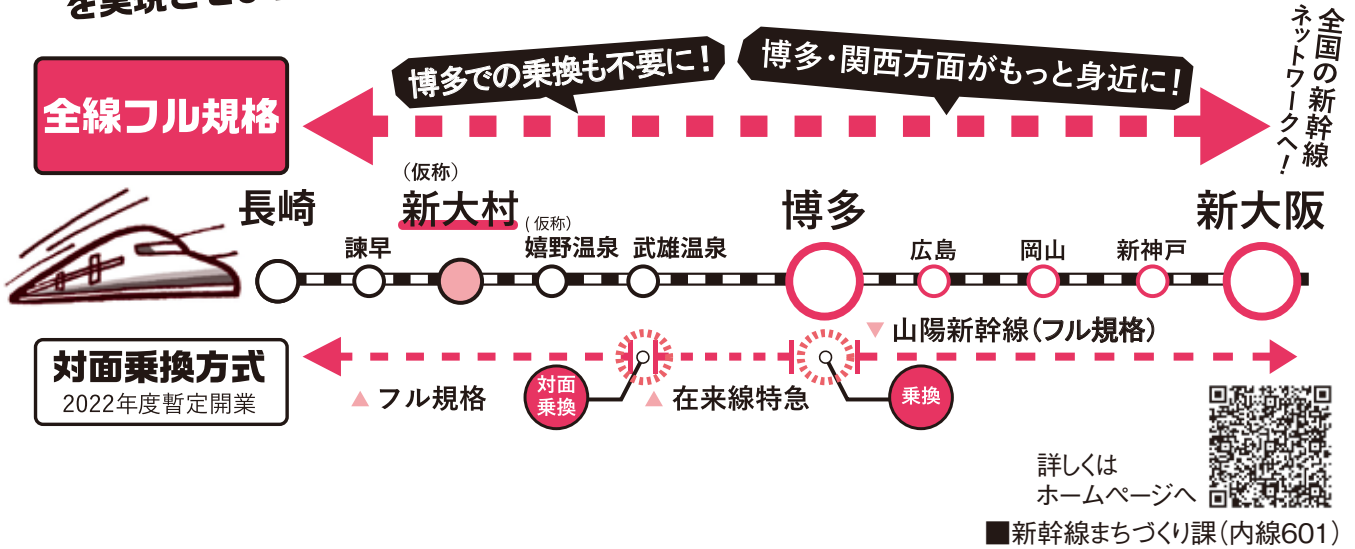 を実現させ
博多での乗換も不要に！
博多・関西方面がもっと身近に！
全国の新幹線
ネットワークへ！
全線フル規格
長崎
諫早
（仮称）
新大村
（仮称）
嬉野温泉
武雄温泉
博多
広島
岡山
新神戸
新大阪
対面乗換方式
2022年度暫定開業
▲フル規格
対面
乗換
▲在来線特急
乗換
▼山陽新幹線（フル規格）
詳しくは
ホームページへ
■新幹線まちづくり課（内線601）